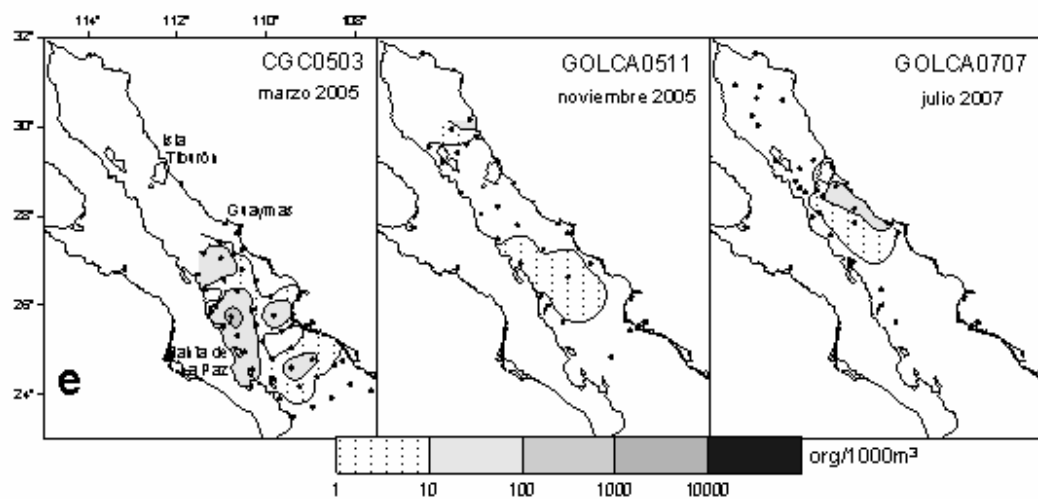 114° 112° 110° 108°
32°
30°
28°
26°
24°
CGC0503
marzo 2005
Isla
Tiburón
Guaymas
Bahía de
La Paz
e
GOLCA0511
noviembre 2005
GOLCA0707
julio 2007
1 10 100 1000 10000
org/1000m³